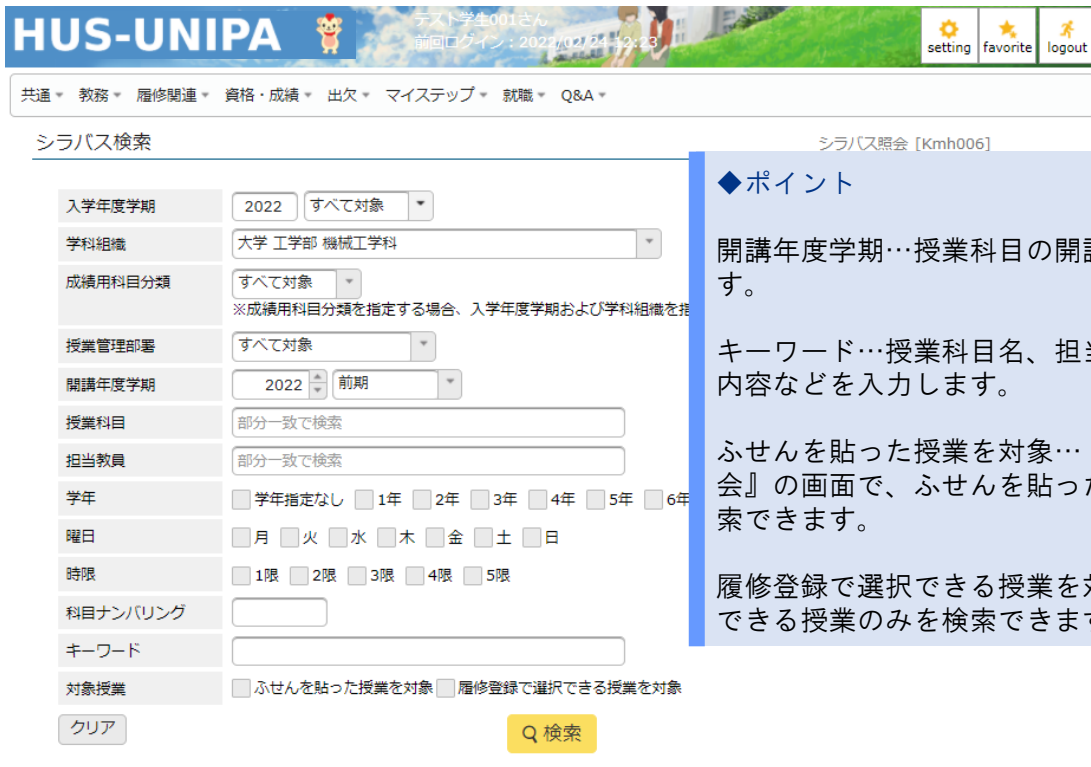 HUS-UNIPA
テスト学生001さん
前回ログイン：2022/02/24 12:23
setting favorite logout
共通 教務 履修関連 資格・成績 出欠 マイステップ 就職 Q&A
シラバス検索
シラバス照会 [Kmh006]
入学年度学期 2022 すべて対象
学科組織 大学 工学部 機械工学科
成績用科目分類 すべて対象
※成績用科目分類を指定する場合、入学年度学期および学科組織を指
授業管理部署 すべて対象
開講年度学期 2022 前期
授業科目 部分一致で検索
担当教員 部分一致で検索
学年 学年指定なし 1年 2年 3年 4年 5年 6年
曜日 月 火 水 木 金 土 日
時限 1限 2限 3限 4限 5限
科目ナンバリング
キーワード
対象授業 ふせんを貼った授業を対象 履修登録で選択できる授業を対象
クリア 検索
◆ポイント
開講年度学期…授業科目の開
す。
キーワード…授業科目名、担
内容などを入力します。
ふせんを貼った授業を対象…
会』の画面で、ふせんを貼っ
索できます。
履修登録で選択できる授業を
できる授業のみを検索できま